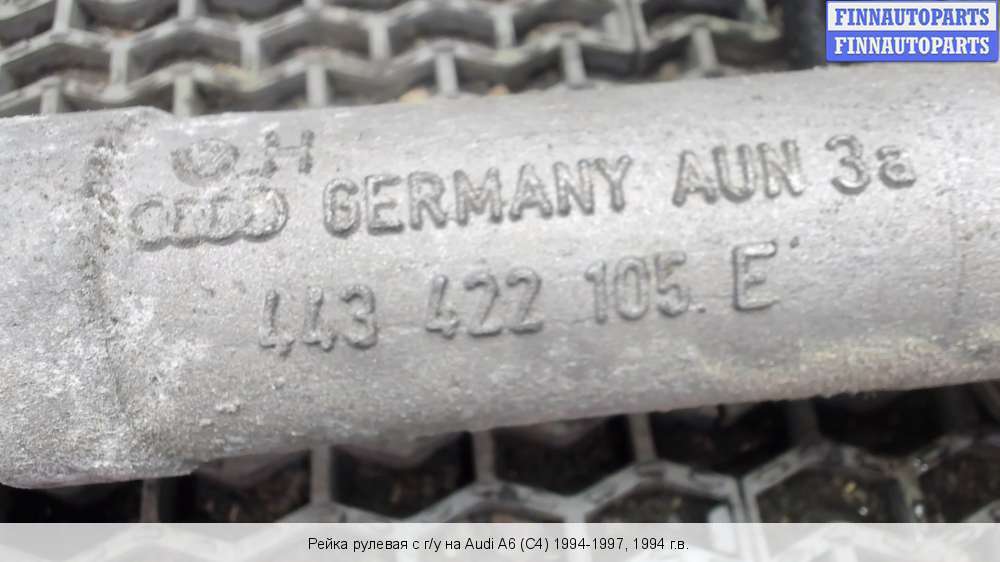 FINNAUTOPARTS
FINNAUTOPARTS
H
GERMANY AUN 3a
443 422 105 E
Рейка рулевая с г/у на Audi A6 (C4) 1994-1997, 1994 г.в.